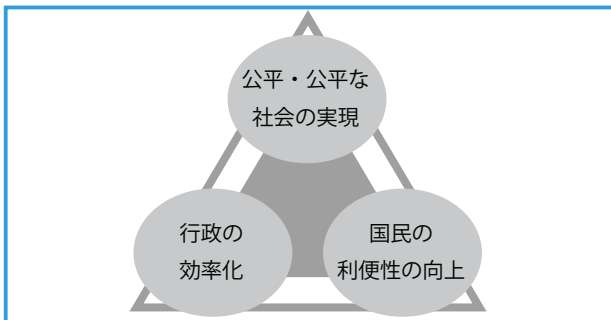 公平・公平な
社会の実現
行政の
効率化
国民の
利便性の向上